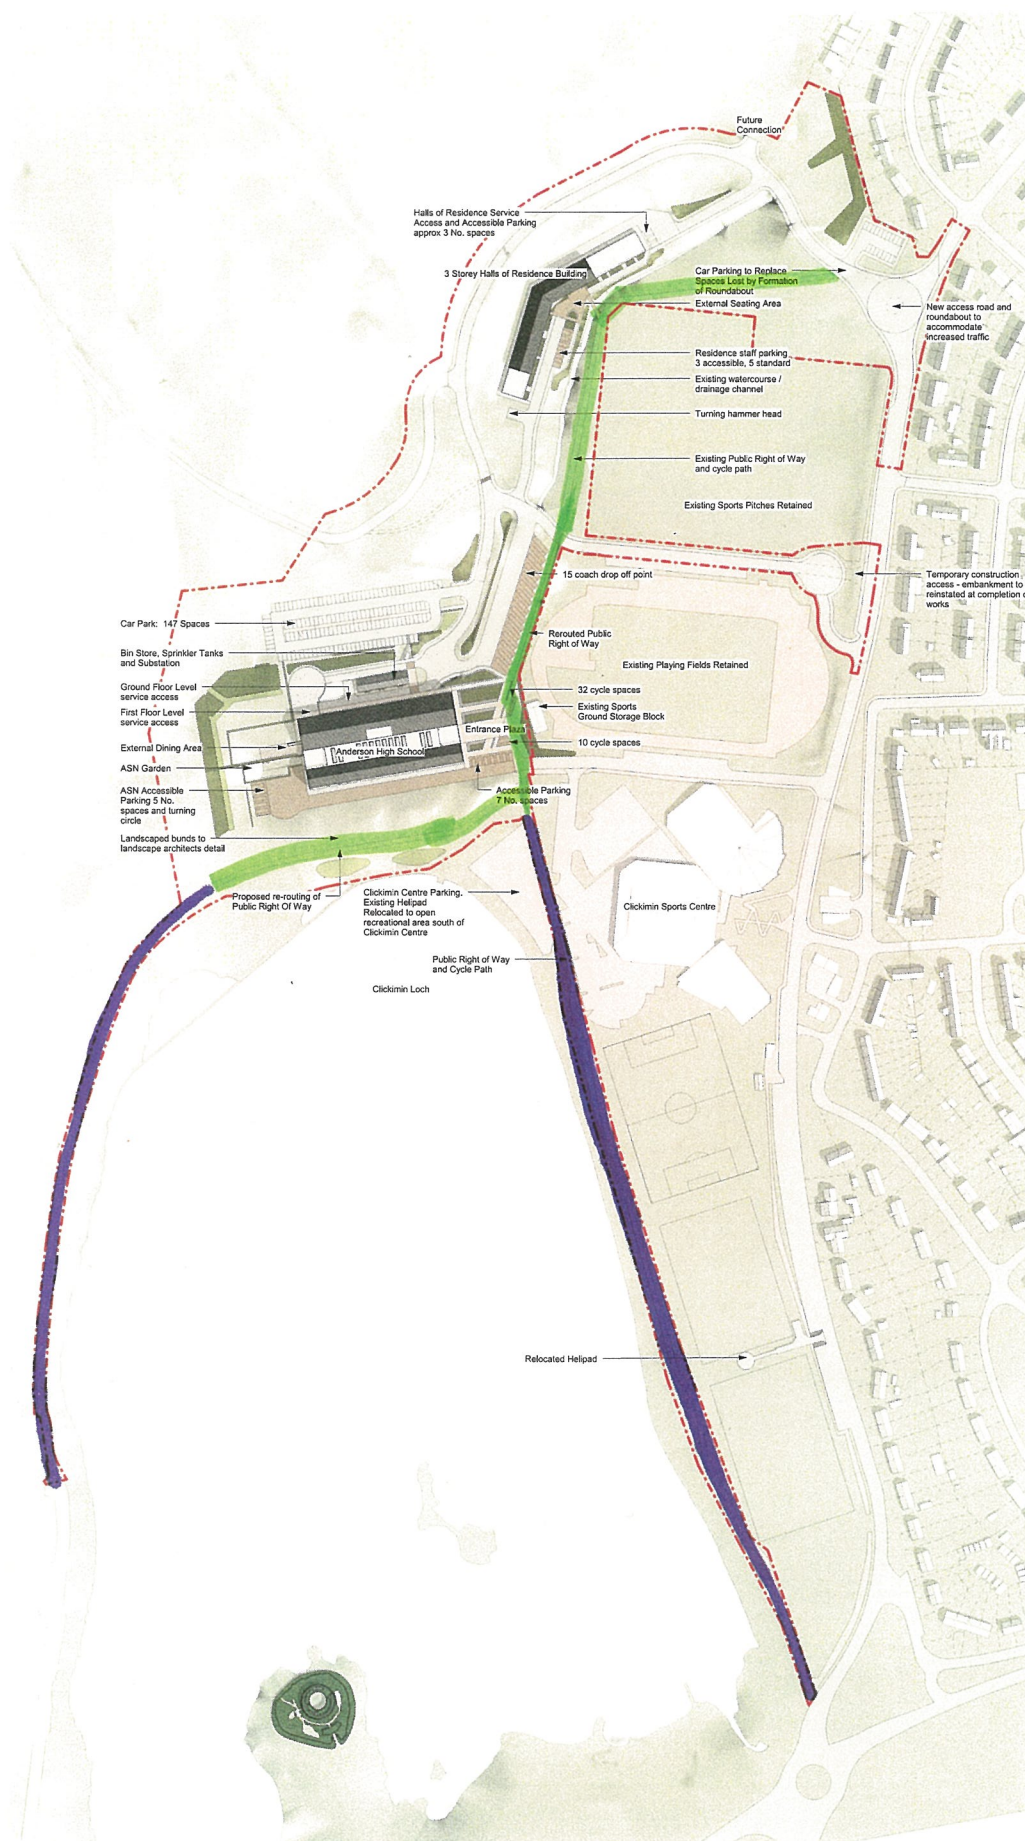 Future
Connection
Halls of Residence Service
Access and Accessible Parking
approx 3 No. spaces
3 Storey Halls of Residence Building
Car Parking to Replace
Spaces Lost by Formation
of Roundabout
External Seating Area
New access road and
roundabout to
accommodate
increased traffic
Residence staff parking
3 accessible, 5 standard
Existing watercourse /
drainage channel
Turning hammer head
Existing Public Right of Way
and cycle path
Existing Sports Pitches Retained
15 coach drop off point
Temporary construction
access - embankment to
reinstated at completion
works
Car Park: 147 Spaces
Rerouted Public
Right of Way
Bin Store, Sprinkler Tanks
and Substation
Existing Playing Fields Retained
Ground Floor Level
service access
32 cycle spaces
First Floor Level
service access
Existing Sports
Ground Storage Block
Entrance Plaza
External Dining Area
Anderson High School
10 cycle spaces
ASN Garden
ASN Accessible
Parking 5 No.
spaces and turning
circle
Accessible Parking
7 No. spaces
Landscaped bunds to
landscape architects detail
Proposed re-routing of
Public Right Of Way
Clickimin Centre Parking.
Existing Helipad
Relocated to open
recreational area south of
Clickimin Centre
Clickimin Sports Centre
Public Right of Way
and Cycle Path
Clickimin Loch
Relocated Helipad